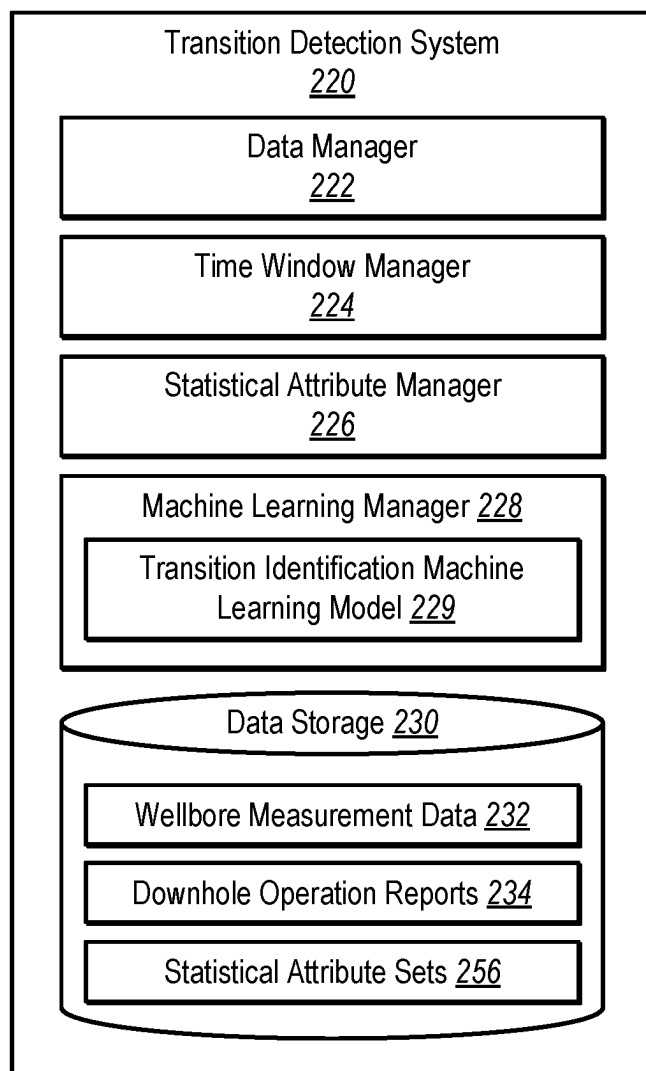 Transition Detection System
220
Data Manager
222
Time Window Manager
224
Statistical Attribute Manager
226
Machine Learning Manager 228
Transition Identification Machine
Learning Model 229
Data Storage 230
Wellbore Measurement Data 232
Downhole Operation Reports 234
Statistical Attribute Sets 256